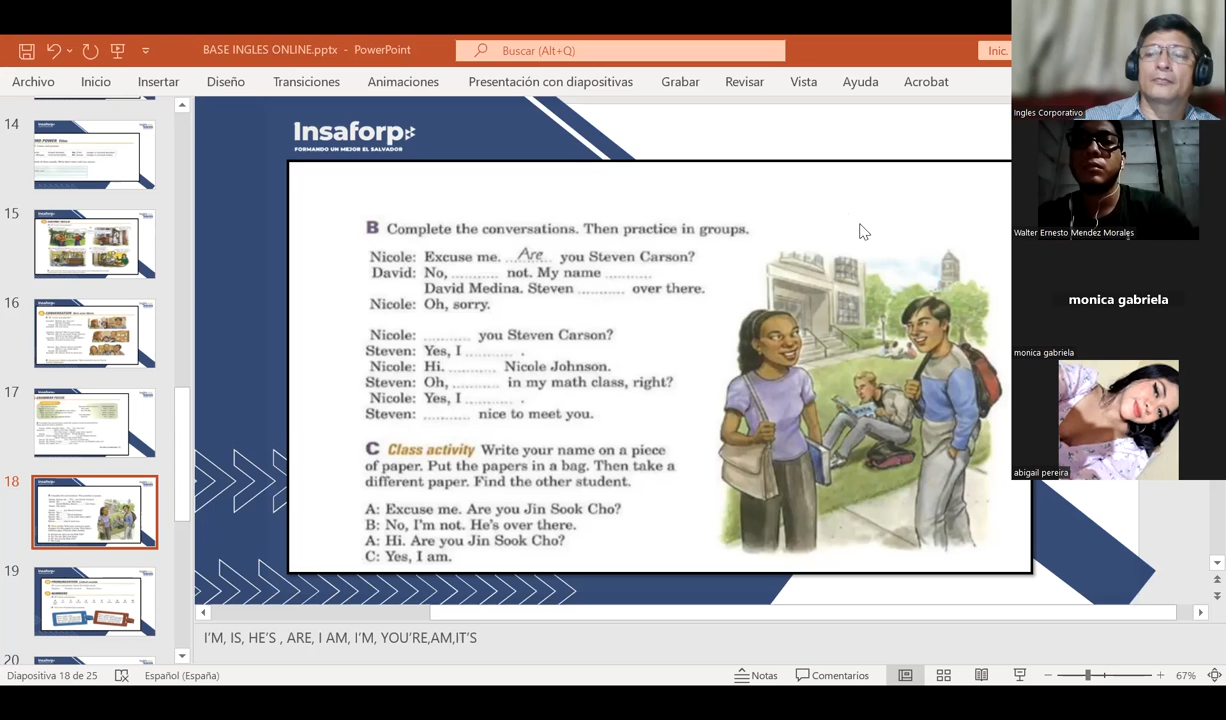 BASE INGLES ONLINE.pptx - PowerPoint
Buscar (Alt+Q)
Inic.
Archivo Inicio Insertar Diseño Transiciones Animaciones Presentación con diapositivas Grabar Revisar Vista Ayuda Acrobat
Ingles Corporativo
Walter Ernesto Mendez Morales
monica gabriela
monica gabriela
abigail pereira
14
15
16
17
18
19
20
Insaforp
FORMANDO UN MEJOR EL SALVADOR
B Complete the conversations. Then practice in groups.
Nicole: Excuse me. Are you Steven Carson?
David: No, .......... not. My name ..........
David Medina. Steven .......... over there.
Nicole: Oh, sorry.
Nicole: .......... you Steven Carson?
Steven: Yes, I .......... .
Nicole: Hi. .......... Nicole Johnson.
Steven: Oh, .......... in my math class, right?
Nicole: Yes, I .......... .
Steven: .......... nice to meet you.
C Class activity Write your name on a piece
of paper. Put the papers in a bag. Then take a
different paper. Find the other student.
A: Excuse me. Are you Jin Sook Cho?
B: No, I'm not. He's over there.
A: Hi. Are you Jin Sook Cho?
C: Yes, I am.
I'M, IS, HE'S , ARE, I AM, I'M, YOU'RE,AM,IT'S
Diapositiva 18 de 25 Español (España) Notas Comentarios 67%